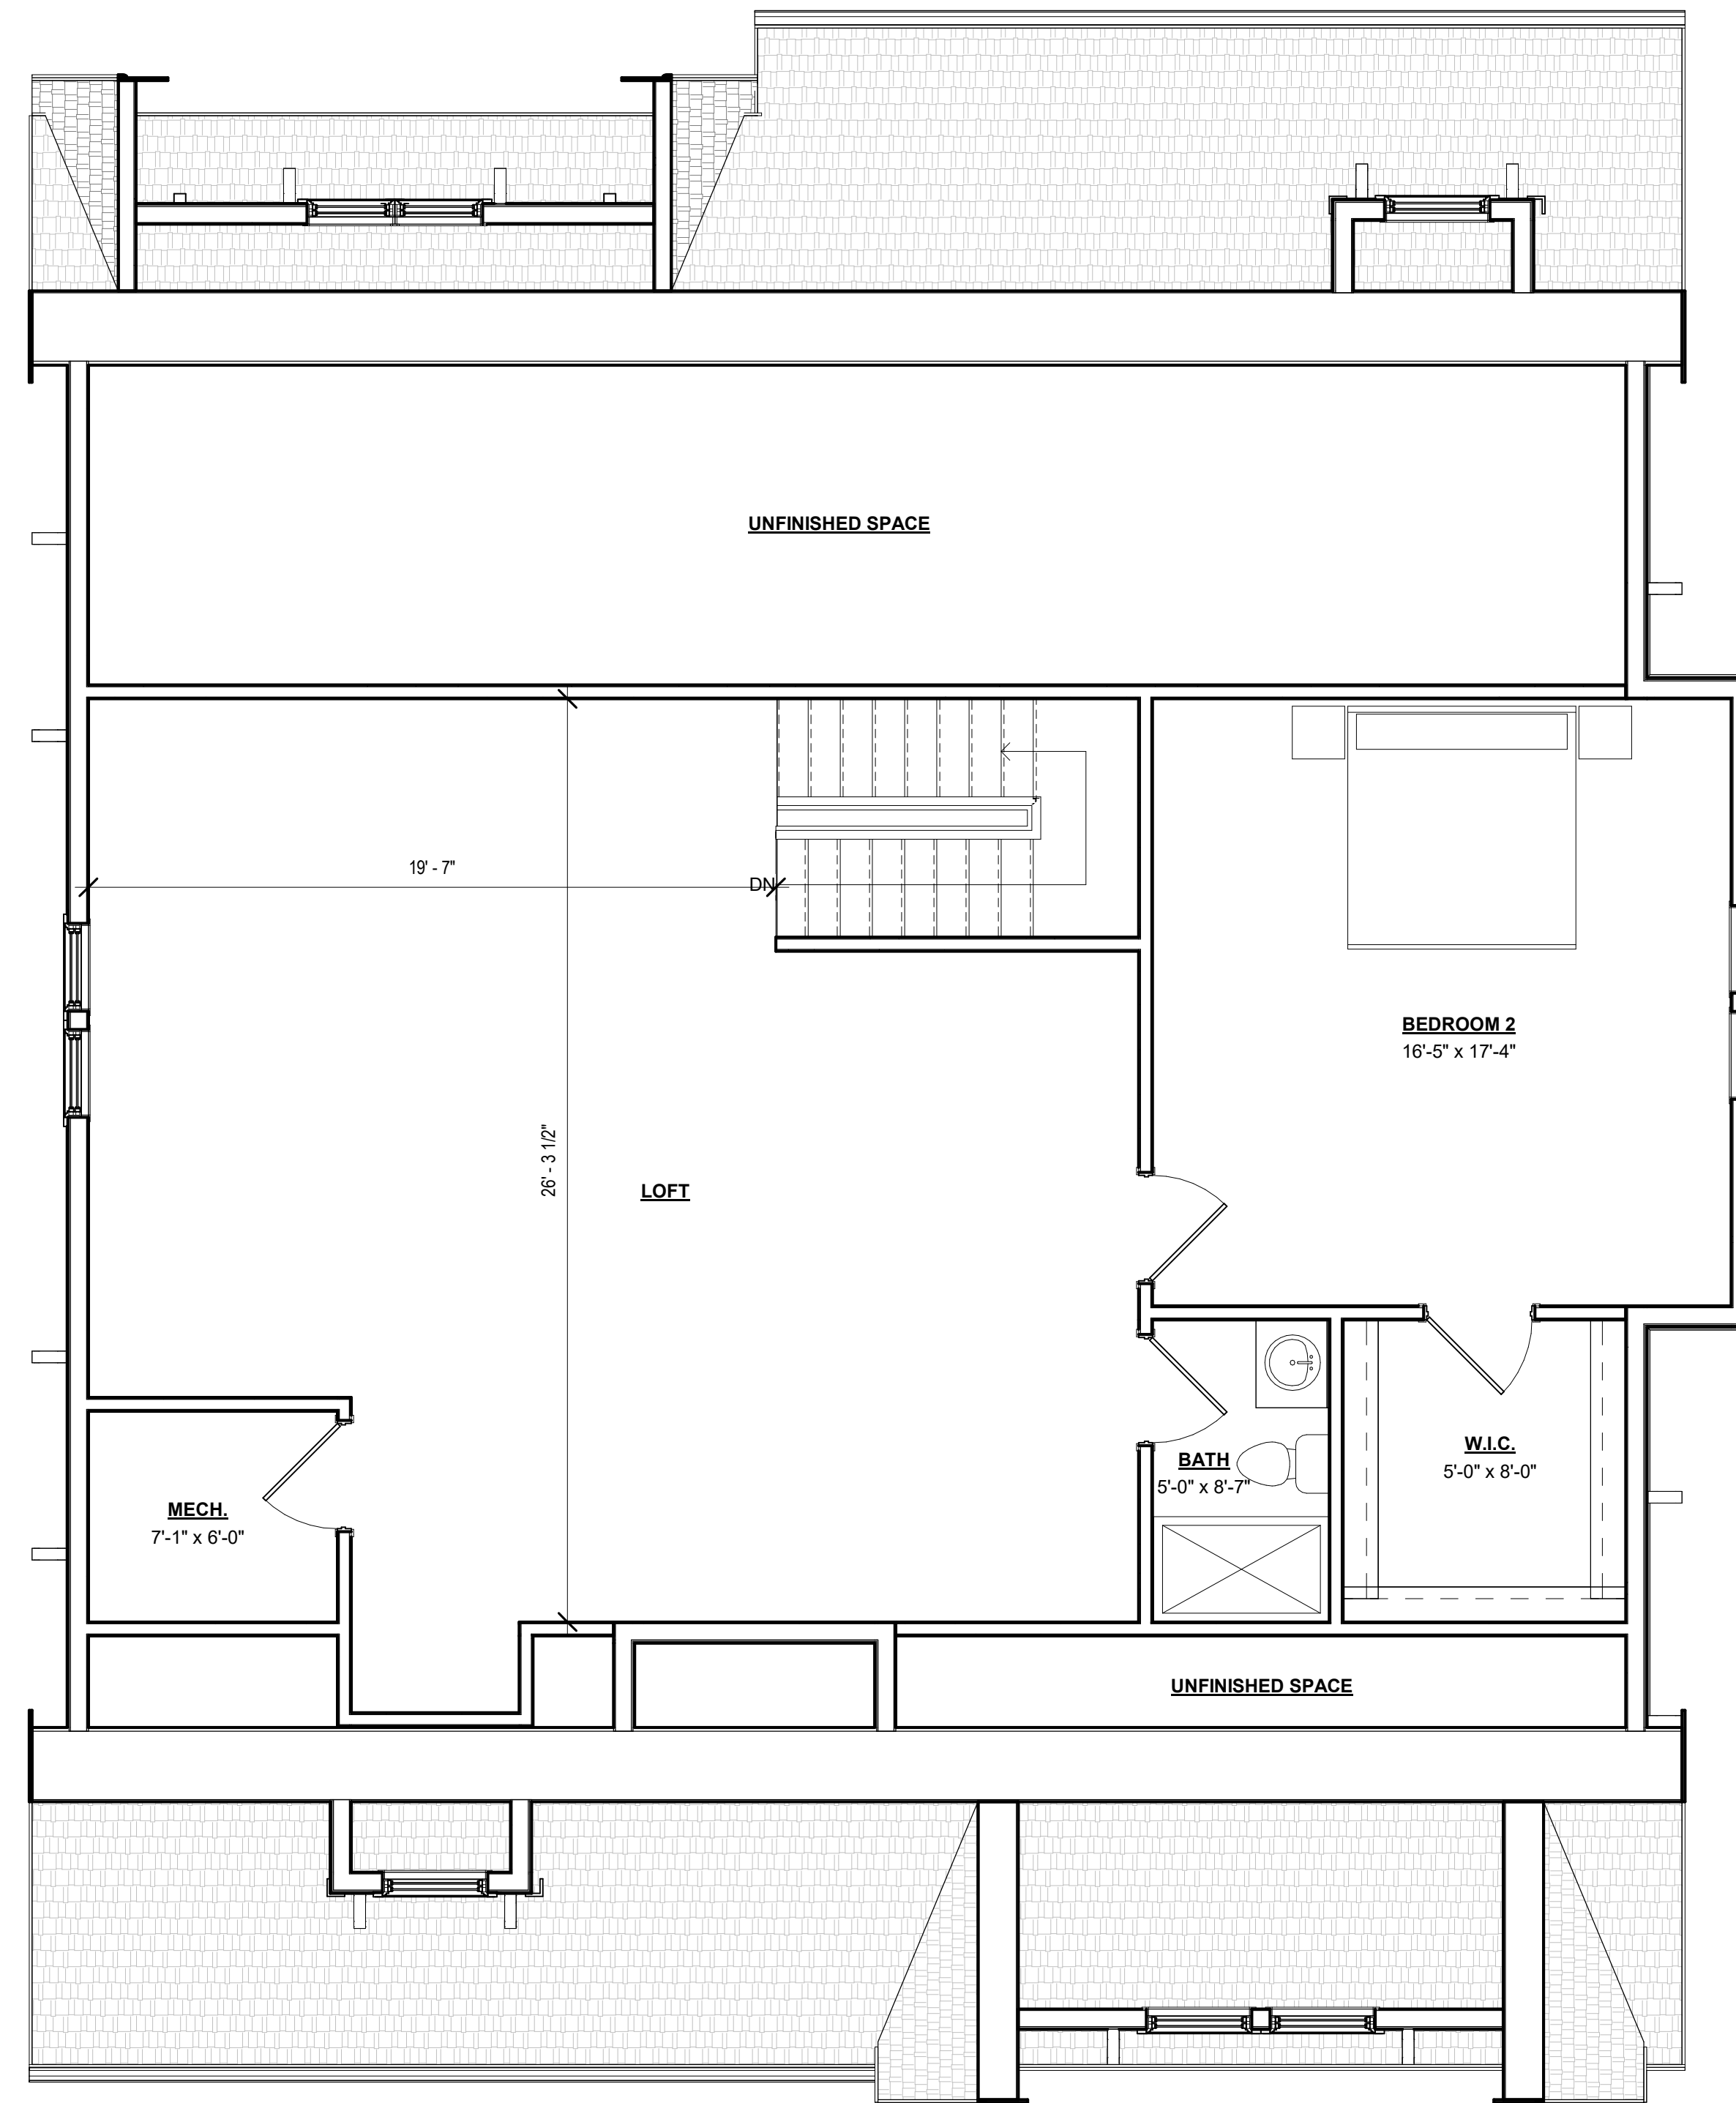 UNFINISHED SPACE
19' - 7"
DN
BEDROOM 2
16'-5" x 17'-4"
26' - 3 1/2"
LOFT
W.I.C.
5'-0" x 8'-0"
BATH
5'-0" x 8'-7"
MECH.
7'-1" x 6'-0"
UNFINISHED SPACE